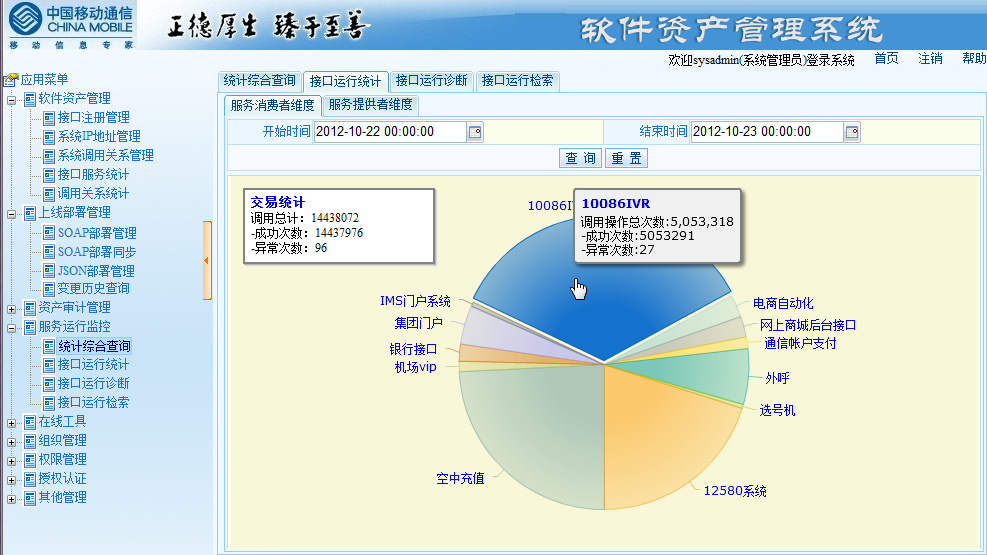 中国移动通信
CHINA MOBILE
移动信息专家
正德厚生 臻于至善
软件资产管理系统
欢迎sysadmin(系统管理员)登录系统 首页 注销 帮助
应用菜单
软件资产管理
接口注册管理
系统IP地址管理
系统调用关系管理
接口服务统计
调用关系统计
上线部署管理
SOAP部署管理
SOAP部署同步
JSON部署管理
变更历史查询
资产审计管理
服务运行监控
统计综合查询
接口运行统计
接口运行诊断
接口运行检索
在线工具
组织管理
权限管理
授权认证
其他管理
统计综合查询 接口运行统计 接口运行诊断 接口运行检索
服务消费者维度 服务提供者维度
开始时间 2012-10-22 00:00:00 结束时间 2012-10-23 00:00:00
查 询 重 置
交易统计
调用总计：14438072
-成功次数：14437976
-异常次数：96
10086I
10086IVR
调用操作总次数:5,053,318
-成功次数:5053291
-异常次数:27
IMS门户系统
集团门户
银行接口
机场vip
空中充值
电商自动化
网上商城后台接口
通信帐户支付
外呼
选号机
12580系统